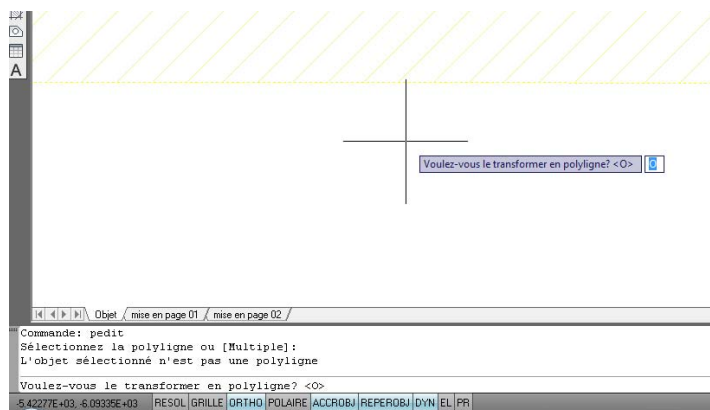 A
Voulez-vous le transformer en polyligne? <O> O
Objet / mise en page 01 / mise en page 02 /
Commande: pedit
Sélectionnez la polyligne ou [Multiple]:
L'objet sélectionné n'est pas une polyligne
Voulez-vous le transformer en polyligne? <O>
-5.42277E+03, -6.09335E+03 RESOL GRILLE ORTHO POLAIRE ACCROBJ REPEROBJ DYN EL PR